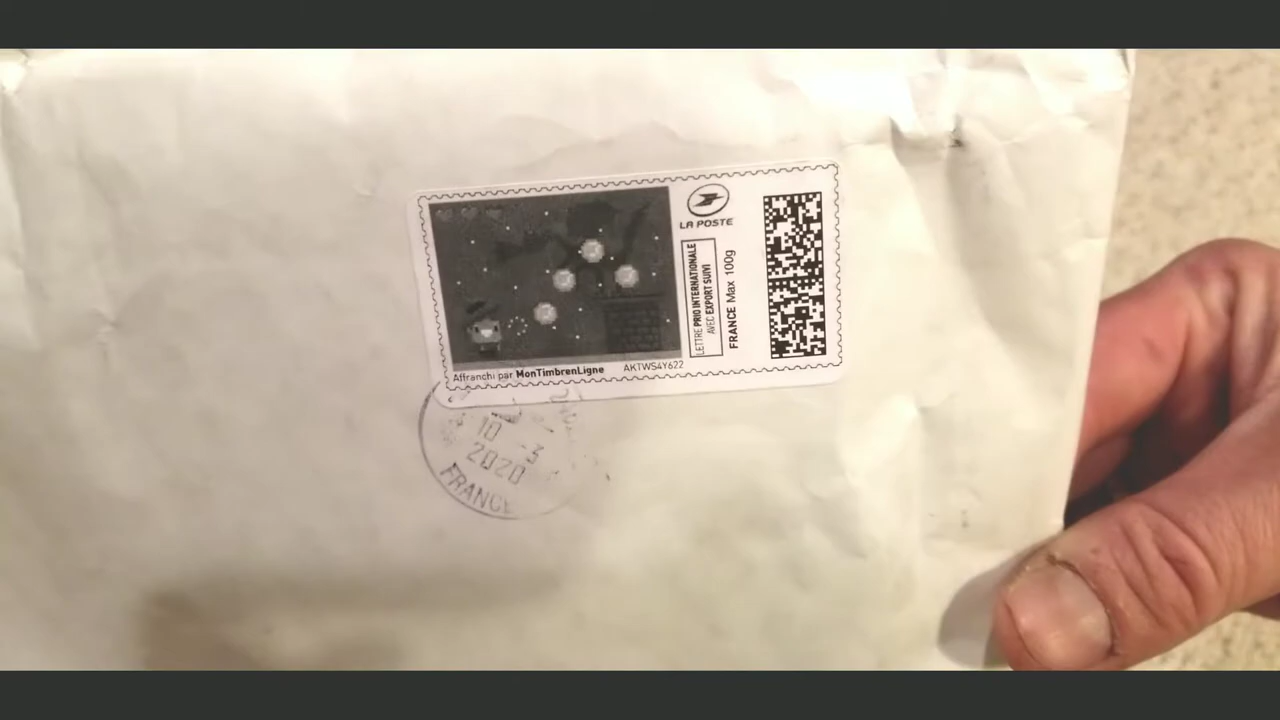 LA POSTE
LETTRE PRIO INTERNATIONALE
AVEC EXPORT SUIVI
FRANCE Max 100g
Affranchi par MonTimbrenLigne AKTWS4Y622
10 -3
2020
FRANCE